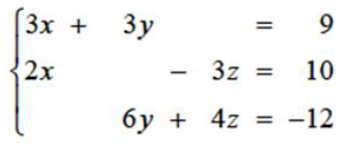 3x + 3y = 9
2x - 3z = 10
6y + 4z = -12